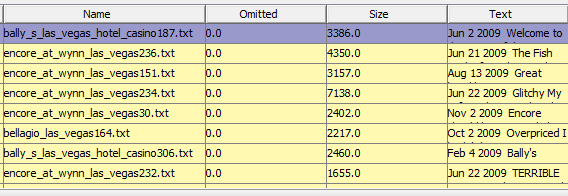 Name Omitted Size Text
bally_s_las_vegas_hotel_casino187.txt 0.0 3386.0 Jun 2 2009 Welcome to
encore_at_wynn_las_vegas236.txt 0.0 4350.0 Jun 21 2009 The Fish
encore_at_wynn_las_vegas151.txt 0.0 3157.0 Aug 13 2009 Great
encore_at_wynn_las_vegas234.txt 0.0 7138.0 Jun 22 2009 Glitchy My
encore_at_wynn_las_vegas30.txt 0.0 2402.0 Nov 2 2009 Encore
bellagio_las_vegas164.txt 0.0 2217.0 Oct 2 2009 Overpriced I
bally_s_las_vegas_hotel_casino306.txt 0.0 2460.0 Feb 4 2009 Bally's
encore_at_wynn_las_vegas232.txt 0.0 1655.0 Jun 22 2009 TERRIBLE